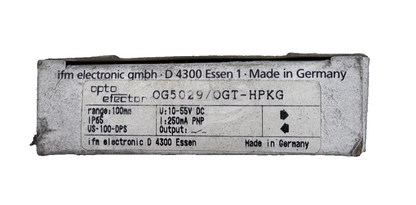 ifm electronic gmbh · D 4300 Essen 1 · Made in Germany
opto
efector OG5029/OGT-HPKG
range:100mm U:10-55V DC
IP65 I:250mA PNP
US-100-DPS Output:
ifm electronic D 4300 Essen Made in Germany